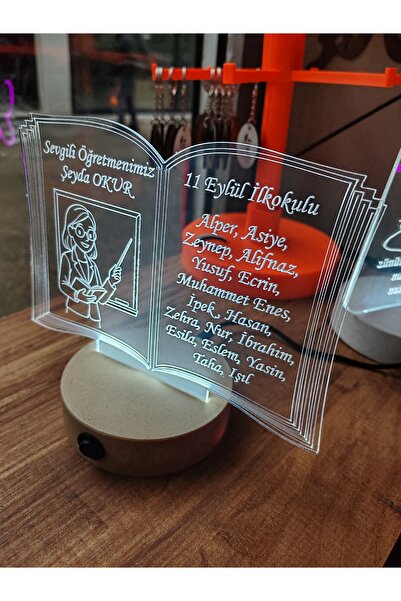 Sevgili Öğretmenimiz
Şeyda OKUR
11 Eylül İlkokulu
Alper, Asiye,
Zeynep, Alifnaz,
Yusuf, Ecrin,
Muhammet Enes,
İpek, Hasan,
Zehra, Nur, İbrahim,
Esila, Eslem, Yasin,
Taha, Işıl